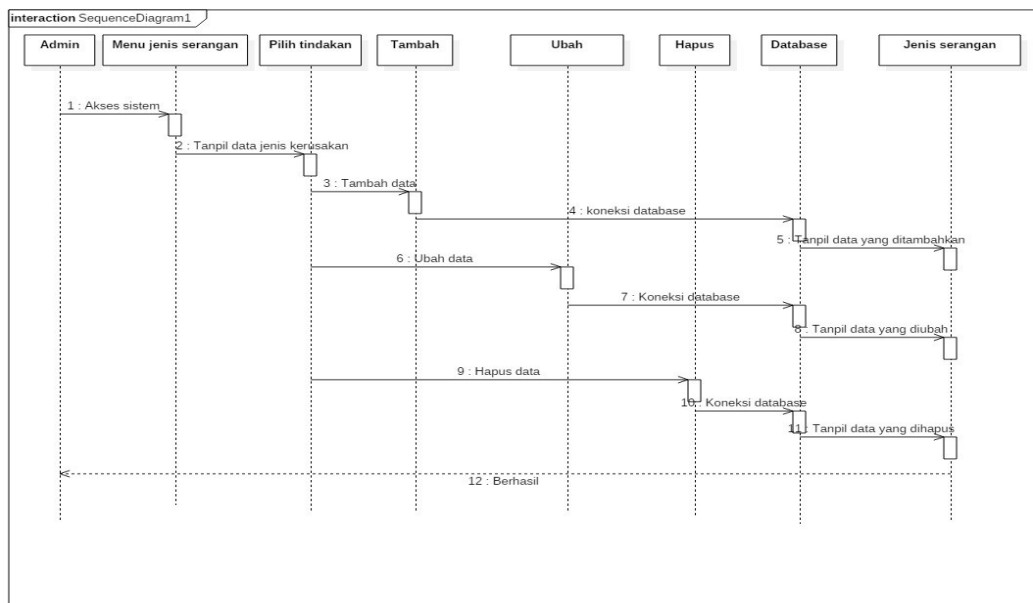 interaction SequenceDiagram1
Admin
Menu jenis serangan
Pilih tindakan
Tambah
Ubah
Hapus
Database
Jenis serangan
1 : Akses sistem
2 : Tanpil data jenis kerusakan
3 : Tambah data
4 : koneksi database
5 : Tanpil data yang ditambahkan
6 : Ubah data
7 : Koneksi database
8 : Tanpil data yang diubah
9 : Hapus data
10 : Koneksi database
11 : Tanpil data yang dihapus
12 : Berhasil